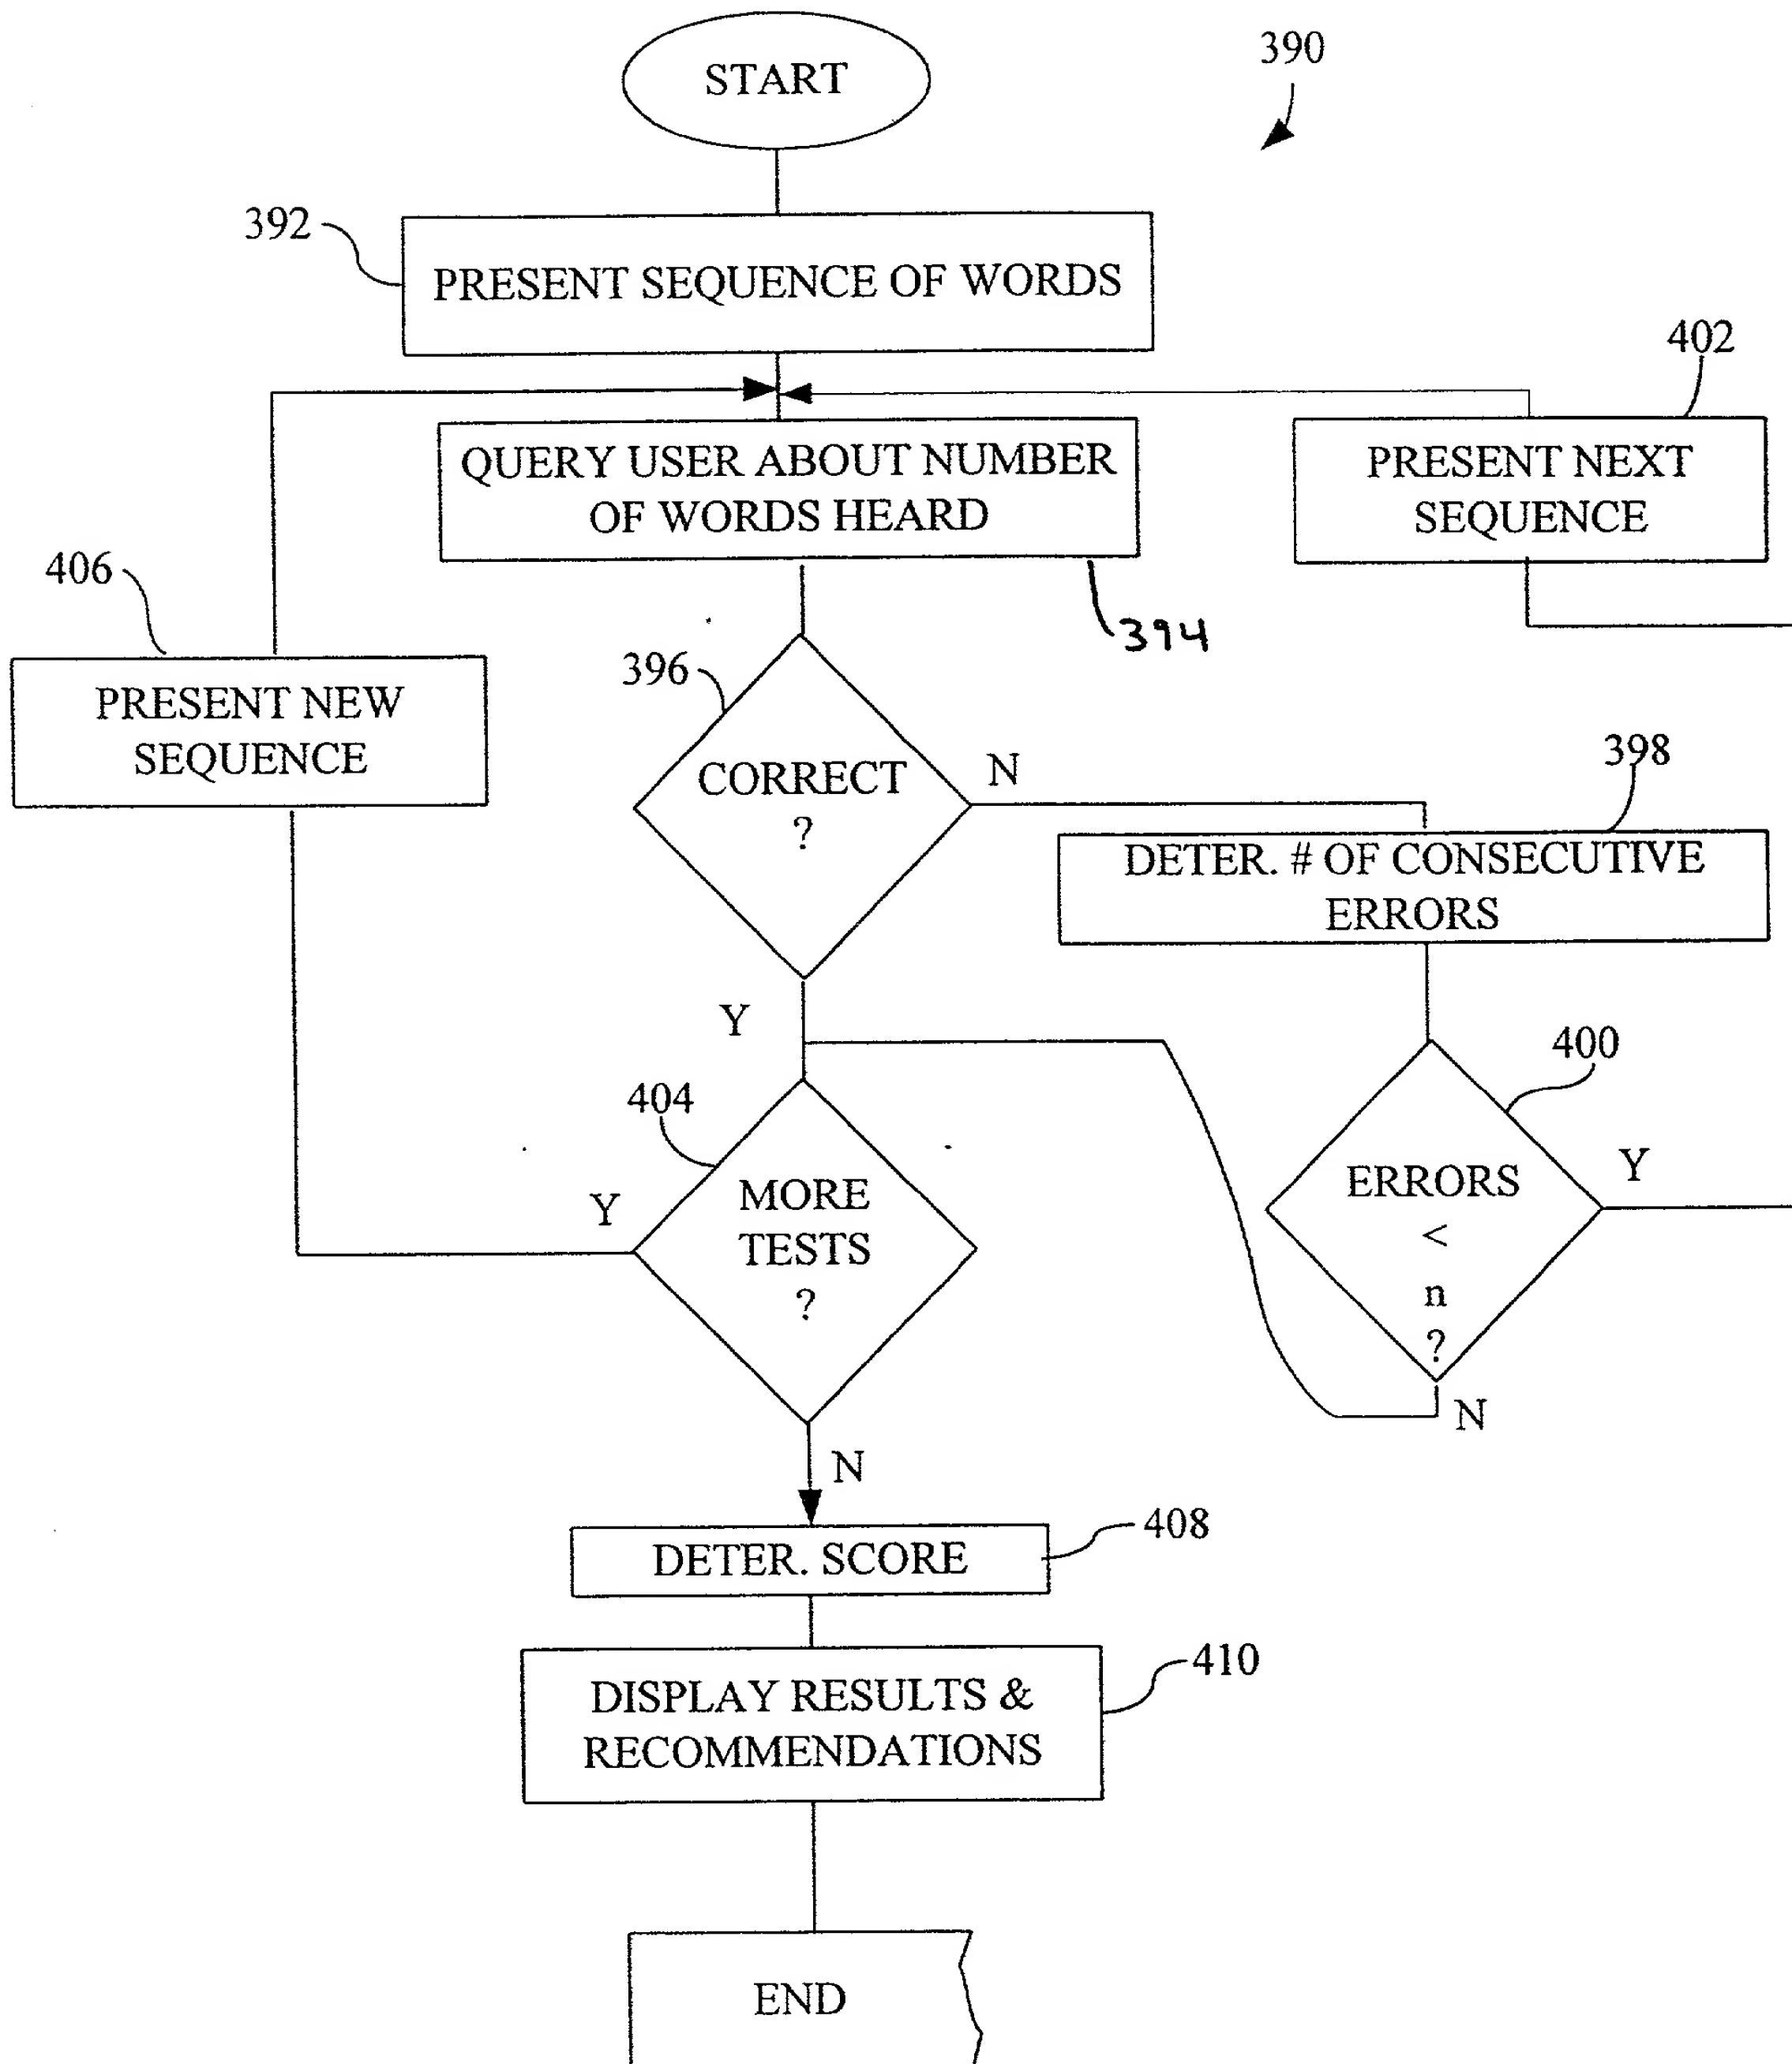 START
390
392
PRESENT SEQUENCE OF WORDS
402
QUERY USER ABOUT NUMBER
OF WORDS HEARD
PRESENT NEXT
SEQUENCE
394
406
PRESENT NEW
SEQUENCE
396
CORRECT
?
N
398
DETER. # OF CONSECUTIVE
ERRORS
Y
400
404
MORE
TESTS
?
Y
ERRORS
<
n
?
Y
N
N
408
DETER. SCORE
410
DISPLAY RESULTS &
RECOMMENDATIONS
END